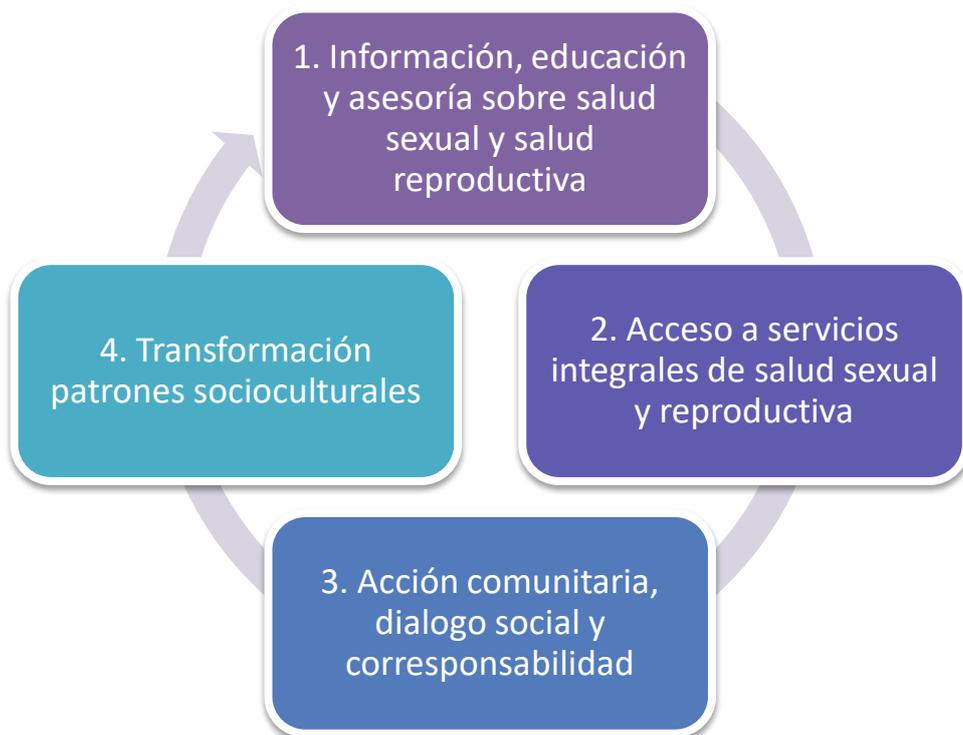 1. Información, educación
y asesoría sobre salud
sexual y salud
reproductiva
2. Acceso a servicios
integrales de salud sexual
y reproductiva
3. Acción comunitaria,
dialogo social y
corresponsabilidad
4. Transformación
patrones socioculturales